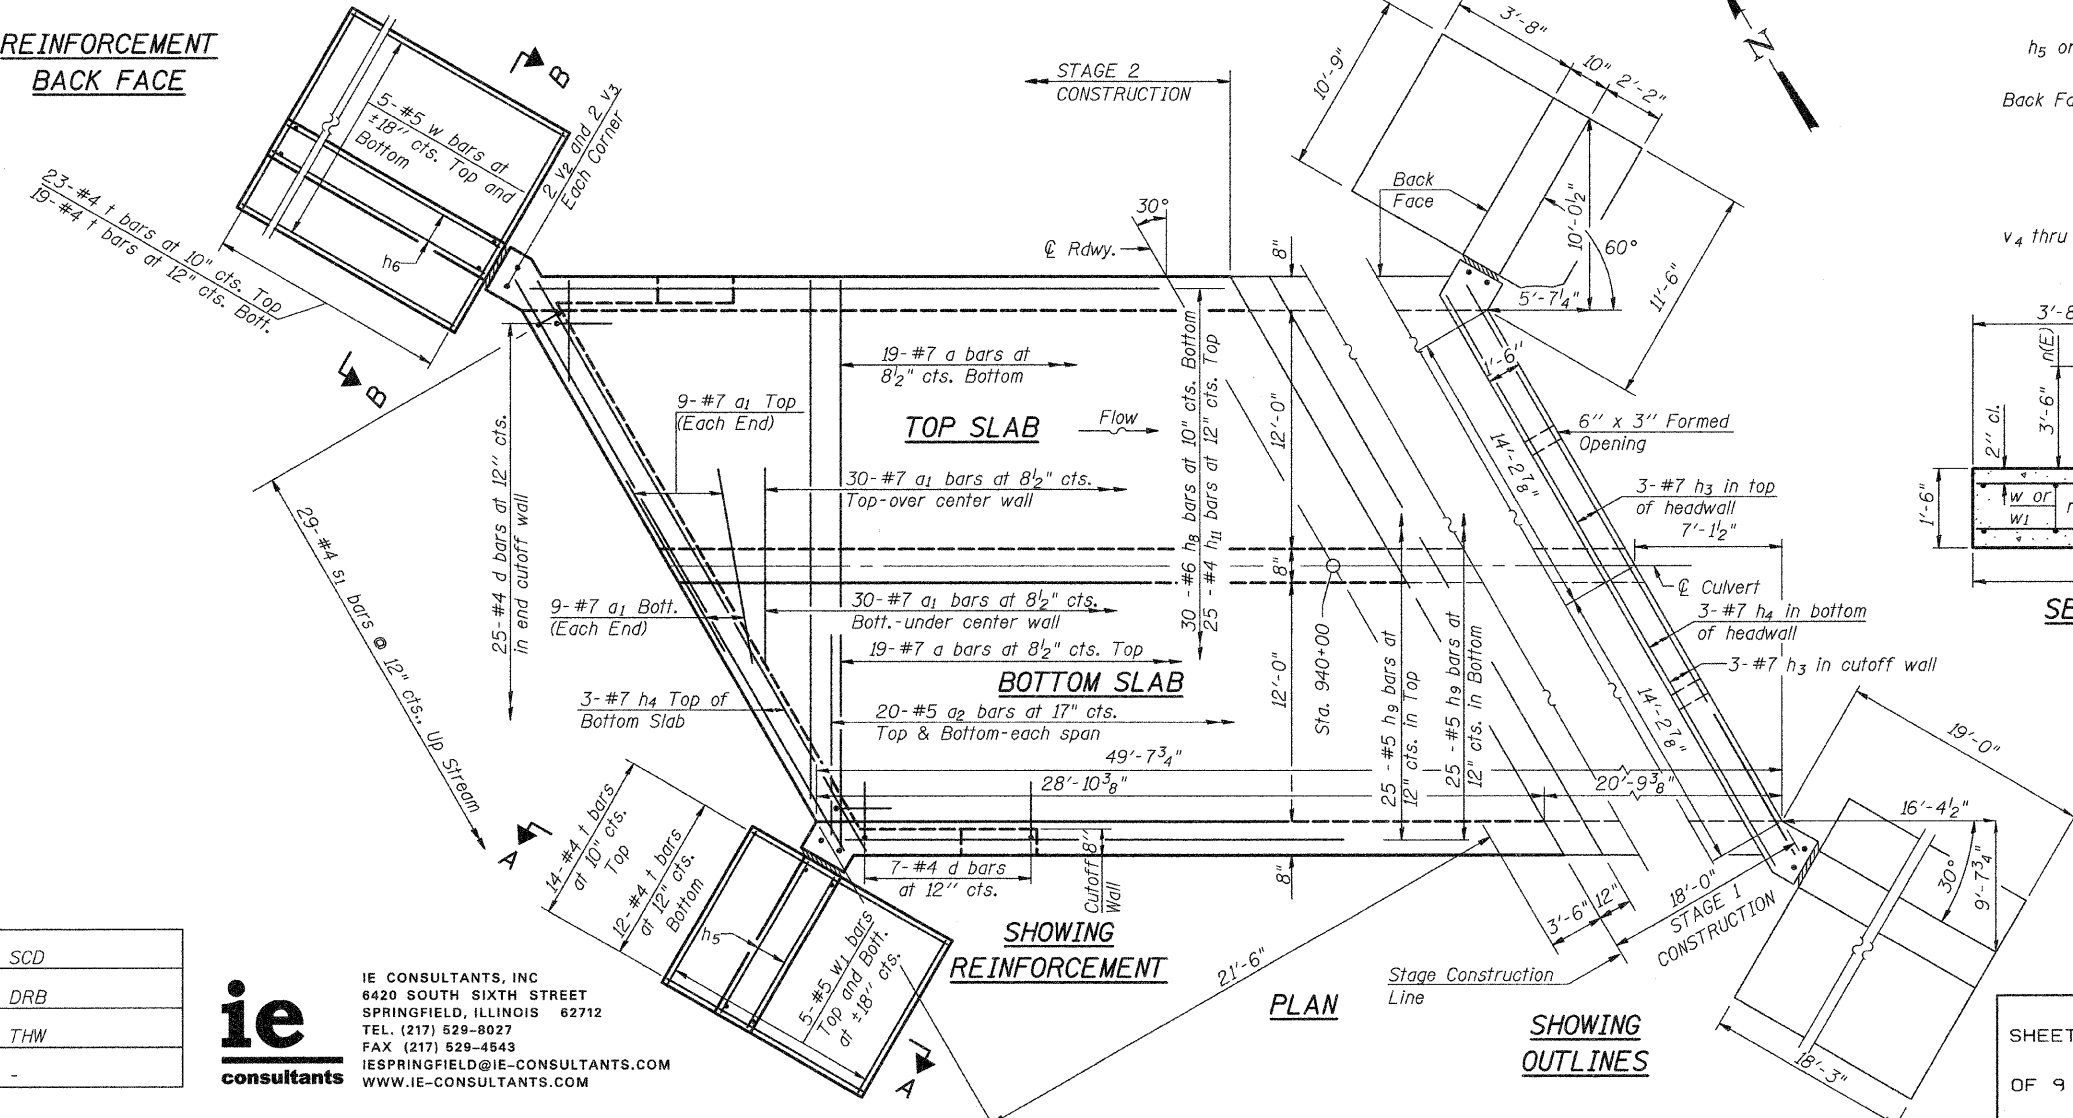 REINFORCEMENT
BACK FACE
5-#5 w bars at
±18" cts. Top and
Bottom
2 v2 and 2 v3
Each Corner
B
B
23-#4 t bars at 10" cts. Top
19-#4 t bars at 12" cts. Bott.
h6
STAGE 2
CONSTRUCTION
30°
℄ Rdwy.
10'-9"
3'-8"
10"
2'-2"
N
Back
Face
10'-0½"
60°
5'-7¼"
11'-6"
8"
h5 or
Back Fa
v4 thru
3'-8
n(E)
3'-6"
2" cl.
1'-6"
w or
w1
SE
19-#7 a bars at
8½" cts. Bottom
9-#7 a1 Top
(Each End)
TOP SLAB
Flow
30-#7 a1 bars at 8½" cts.
Top-over center wall
30 -#6 h8 bars at 10" cts. Bottom
25 -#4 h11 bars at 12" cts. Top
12'-0"
1'-6"
6" x 3" Formed
Opening
14'-2⅞"
3-#7 h3 in top
of headwall
7'-1½"
℄ Culvert
3-#7 h4 in bottom
of headwall
3-#7 h3 in cutoff wall
25-#4 d bars at 12" cts.
in end cutoff wall
29-#4 s1 bars @ 12" cts., Up Stream
8"
9-#7 a1 Bott.
(Each End)
30-#7 a1 bars at 8½" cts.
Bott.-under center wall
19-#7 a bars at 8½" cts. Top
BOTTOM SLAB
3-#7 h4 Top of
Bottom Slab
20-#5 a2 bars at 17" cts.
Top & Bottom-each span
12'-0"
Sta. 940+00
25 -#5 h9 bars at
12" cts. in Top
25 -#5 h9 bars at
12" cts. in Bottom
14'-2⅞"
49'-7¾"
28'-10⅜"
20'-9⅜"
19'-0"
16'-4½"
30°
9'-7¾"
18'-3"
A
A
14-#4 t bars
at 10" cts.
Top
12-#4 t bars
at 12" cts.
Bottom
h5
5-#5 w1 bars
Top and Bott.
at ±18" cts.
7-#4 d bars
at 12" cts.
Cutoff
Wall
8"
8"
3'-6"
12"
18'-0"
STAGE 1
CONSTRUCTION
21'-6"
Stage Construction
Line
SHOWING
REINFORCEMENT
PLAN
SHOWING
OUTLINES
SCD
DRB
THW
-
ie
consultants
IE CONSULTANTS, INC
6420 SOUTH SIXTH STREET
SPRINGFIELD, ILLINOIS 62712
TEL. (217) 529-8027
FAX (217) 529-4543
IESPRINGFIELD@IE-CONSULTANTS.COM
WWW.IE-CONSULTANTS.COM
SHEET
OF 9